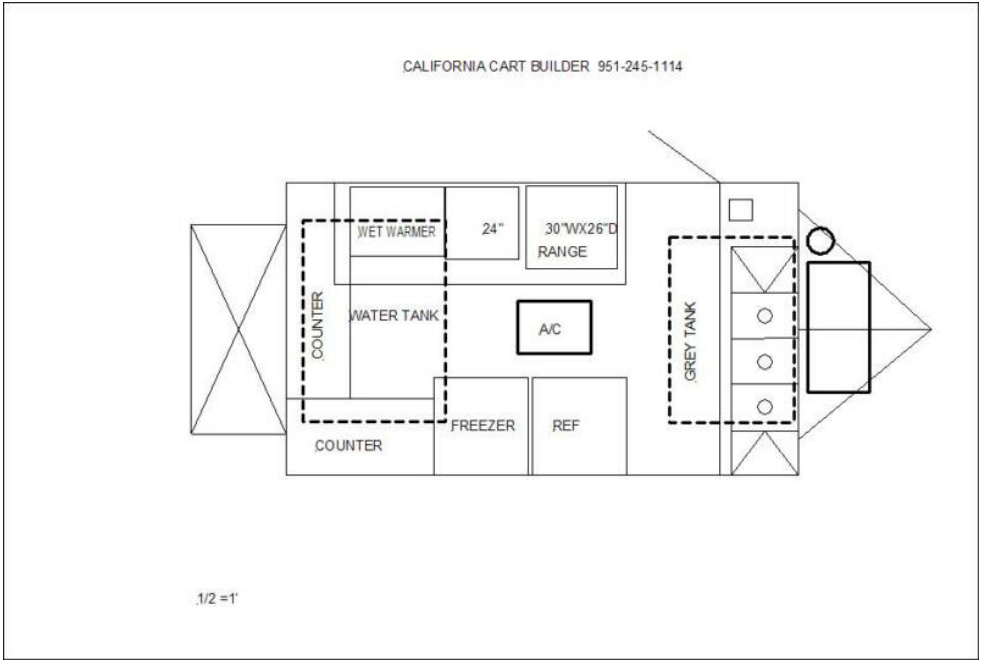 CALIFORNIA CART BUILDER 951-245-1114
WET WARMER
24"
30"WX26"D
RANGE
COUNTER
WATER TANK
A/C
GREY TANK
FREEZER
REF
COUNTER
1/2 =1'